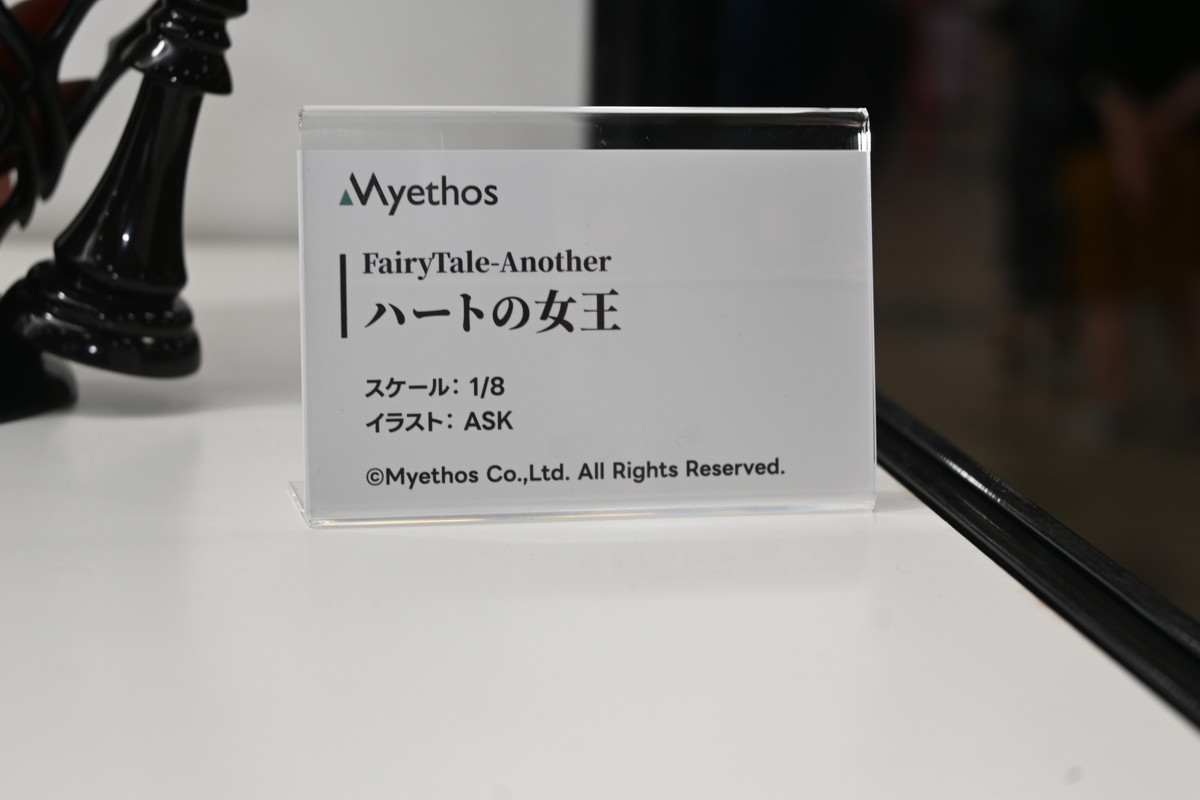 Myethos
FairyTale-Another
ハートの女王
スケール: 1/8
イラスト: ASK
©Myethos Co.,Ltd. All Rights Reserved.